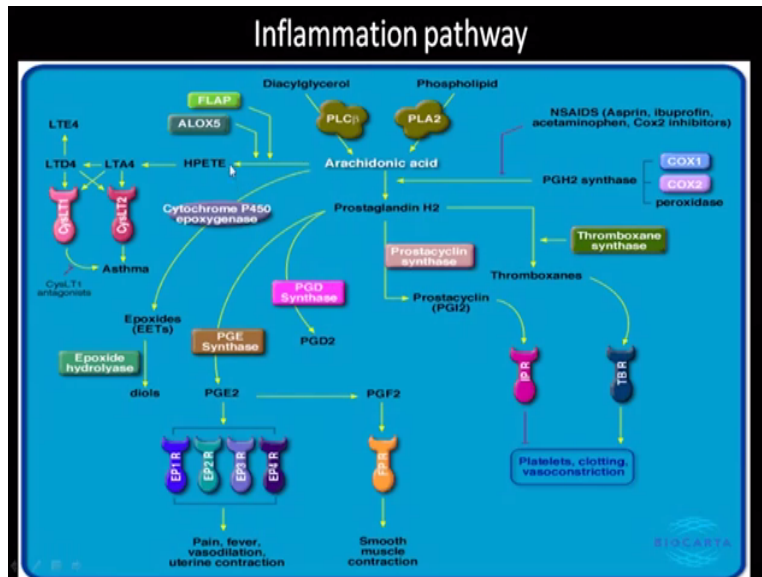 Inflammation pathway
Diacylglycerol
Phospholipid
FLAP
ALOX5
PLCβ
PLA2
NSAIDS (Asprin, ibuprofin,
acetaminophen, Cox2 inhibitors)
LTE4
LTD4
LTA4
HPETE
Arachidonic acid
PGH2 synthase
COX1
COX2
peroxidase
CysLT1
CysLT2
Cytochrome P450
epoxygenase
Prostaglandin H2
Thromboxane
synthase
Prostacyclin
synthase
CysLT1
antagonists
Asthma
Thromboxanes
PGD
Synthase
Prostacyclin
(PGI2)
Epoxides
(EETs)
PGE
Synthase
PGD2
Epoxide
hydrolyase
diols
PGE2
PGF2
IP R
TB R
EP1 R
EP2 R
EP3 R
EP4 R
FP R
Platelets, clotting,
vasoconstriction
Pain, fever,
vasodilation,
uterine contraction
Smooth
muscle
contraction
BIOCARTA